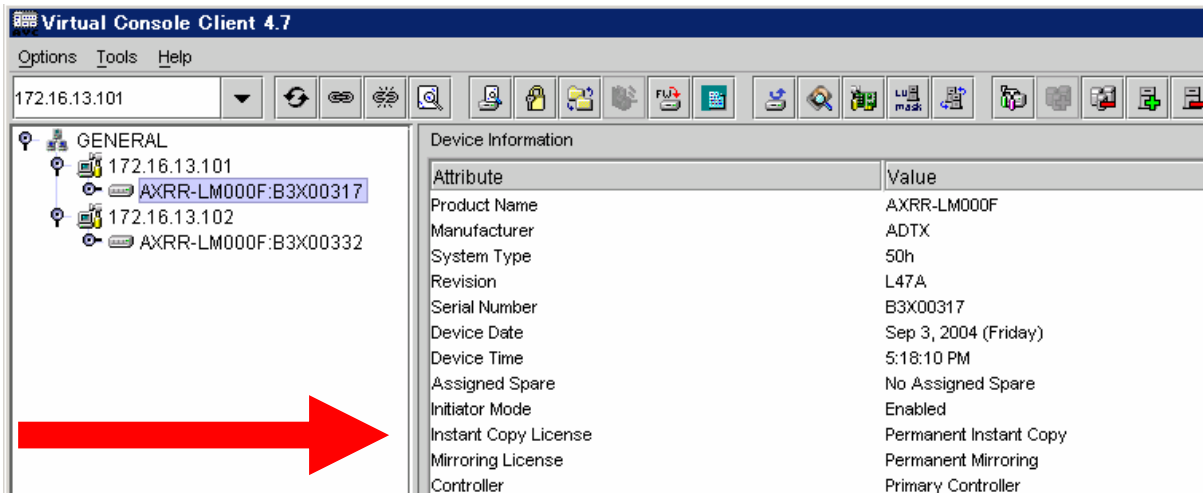 Virtual Console Client 4.7
AVC
Options Tools Help
172.16.13.101
FW
LU mask
GENERAL
172.16.13.101
AXRR-LM000F:B3X00317
172.16.13.102
AXRR-LM000F:B3X00332
Device Information
Attribute Value
Product Name AXRR-LM000F
Manufacturer ADTX
System Type 50h
Revision L47A
Serial Number B3X00317
Device Date Sep 3, 2004 (Friday)
Device Time 5:18:10 PM
Assigned Spare No Assigned Spare
Initiator Mode Enabled
Instant Copy License Permanent Instant Copy
Mirroring License Permanent Mirroring
Controller Primary Controller